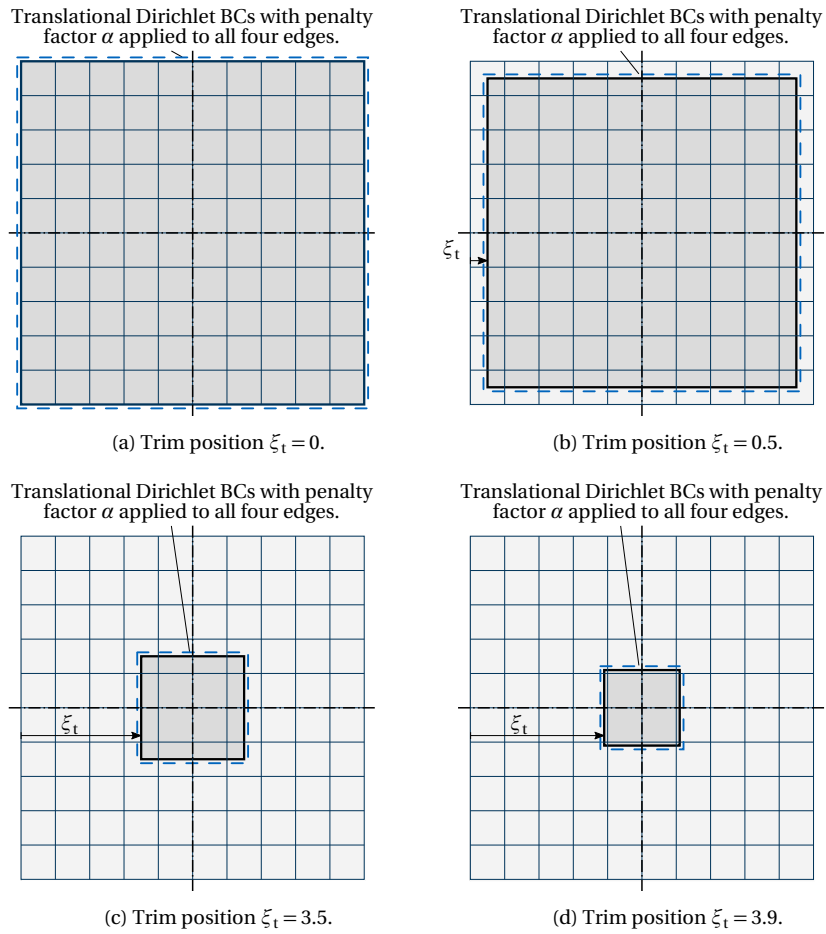 Translational Dirichlet BCs with penalty
factor α applied to all four edges.
(a) Trim position ξt = 0.
Translational Dirichlet BCs with penalty
factor α applied to all four edges.
ξt
(b) Trim position ξt = 0.5.
Translational Dirichlet BCs with penalty
factor α applied to all four edges.
ξt
(c) Trim position ξt = 3.5.
Translational Dirichlet BCs with penalty
factor α applied to all four edges.
ξt
(d) Trim position ξt = 3.9.